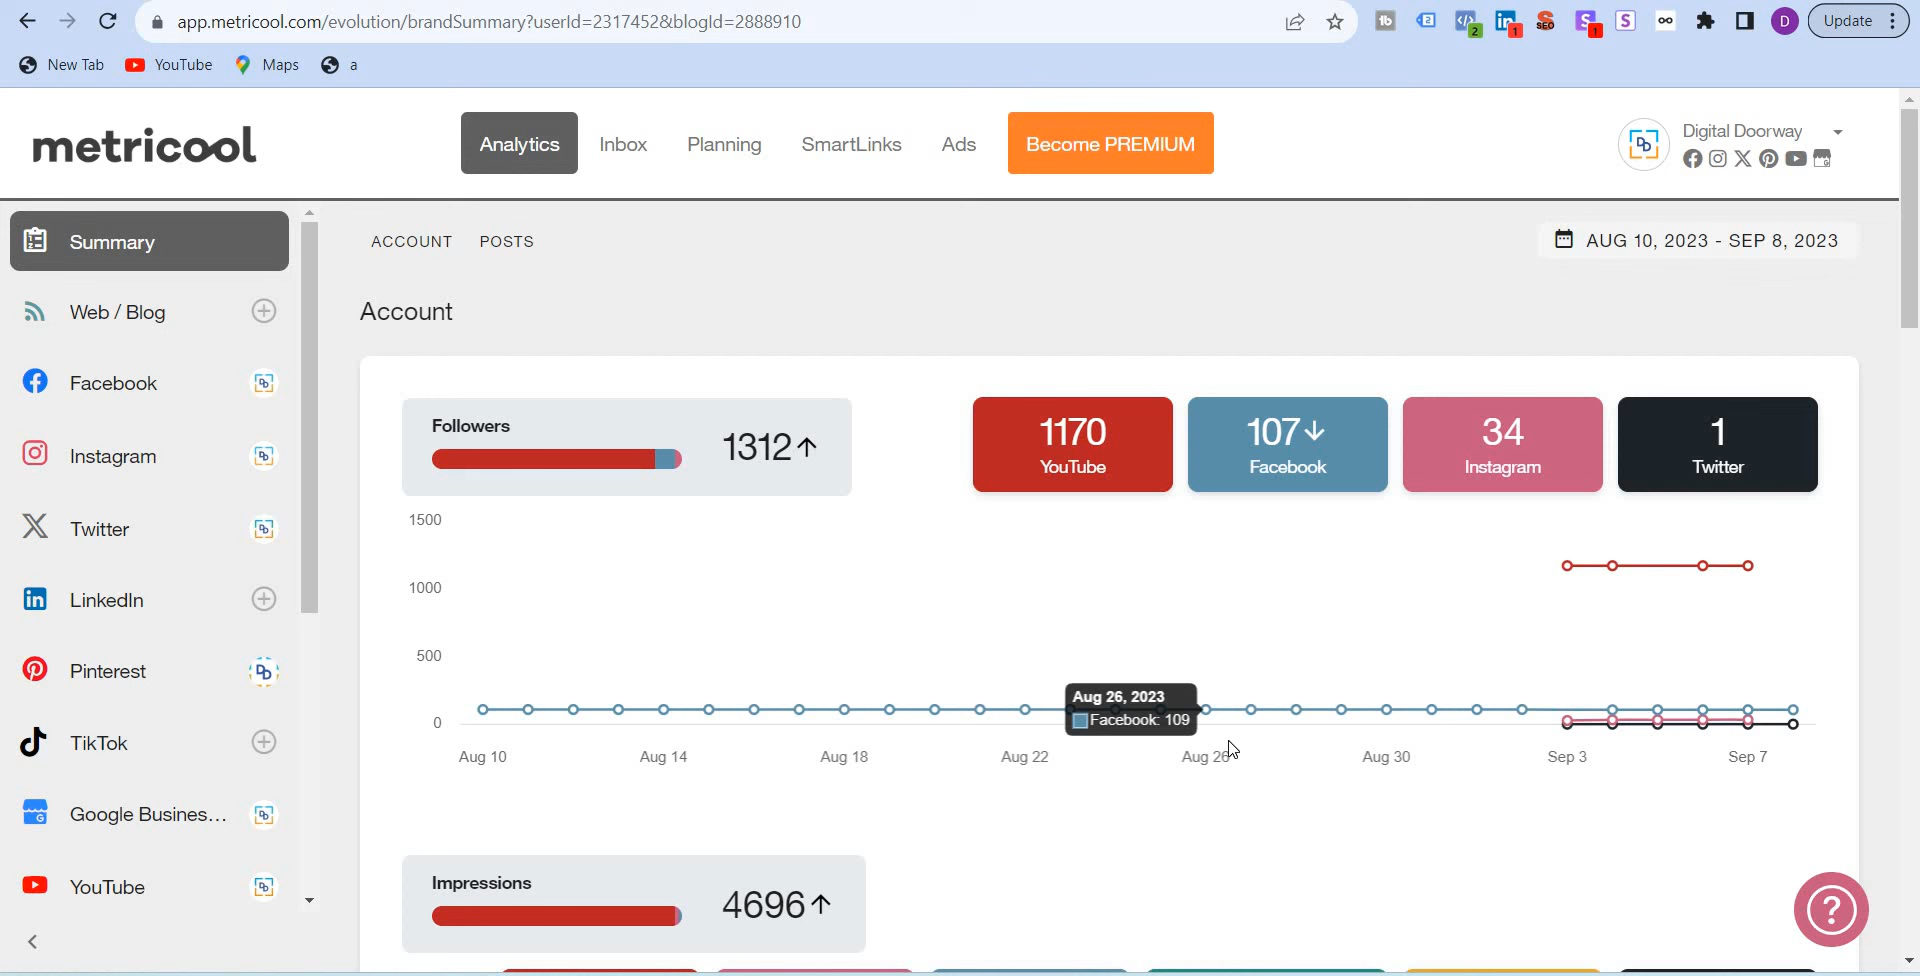 app.metricool.com/evolution/brandSummary?userId=2317452&blogId=2888910
Update
New Tab
YouTube
Maps
a
metricool
Analytics
Inbox
Planning
SmartLinks
Ads
Become PREMIUM
Digital Doorway
Summary
Web / Blog
Facebook
Instagram
Twitter
LinkedIn
Pinterest
TikTok
Google Busines...
YouTube
ACCOUNT
POSTS
AUG 10, 2023 - SEP 8, 2023
Account
Followers
1312↑
1170
YouTube
107↓
Facebook
34
Instagram
1
Twitter
1500
1000
500
0
Aug 26, 2023
Facebook: 109
Aug 10
Aug 14
Aug 18
Aug 22
Aug 26
Aug 30
Sep 3
Sep 7
Impressions
4696↑
?